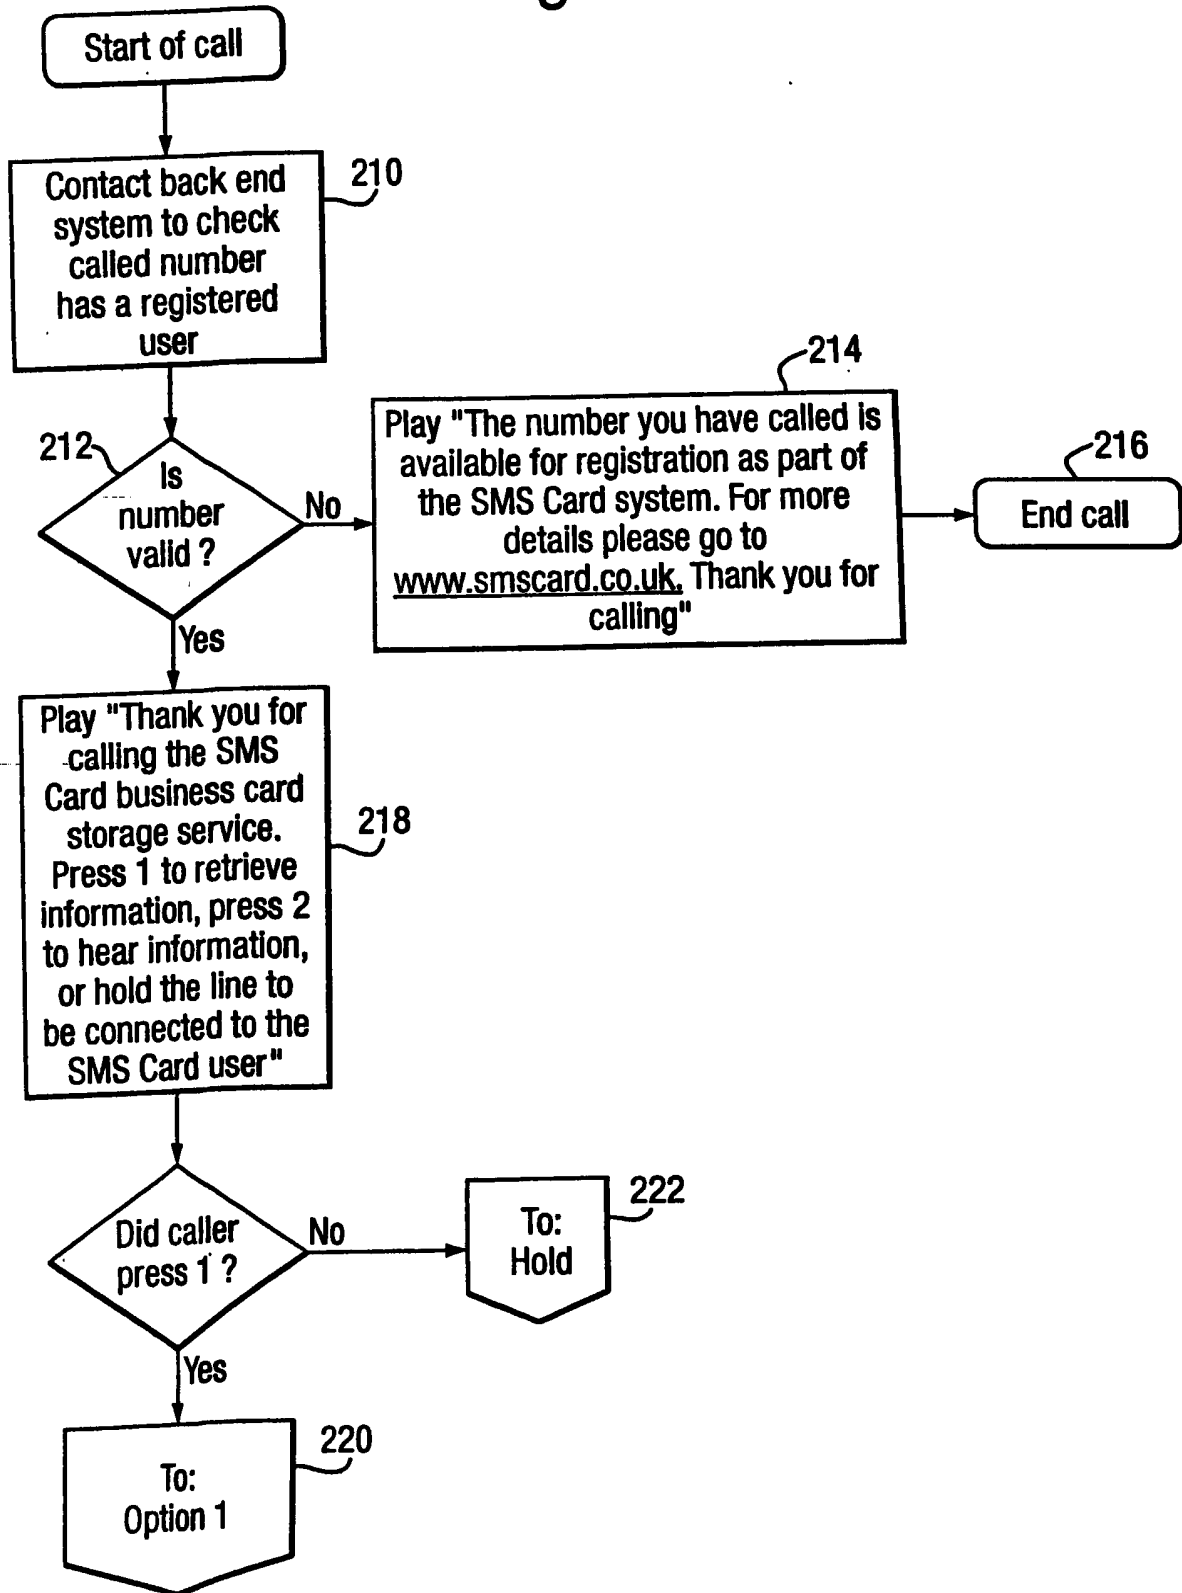 Start of call
Contact back end
system to check
called number
has a registered
user
210
212
Is
number
valid ?
No
Yes
214
Play "The number you have called is
available for registration as part of
the SMS Card system. For more
details please go to
www.smscard.co.uk. Thank you for
calling"
216
End call
Play "Thank you for
calling the SMS
Card business card
storage service.
Press 1 to retrieve
information, press 2
to hear information,
or hold the line to
be connected to the
SMS Card user"
218
Did caller
press 1 ?
No
Yes
To:
Hold
222
To:
Option 1
220